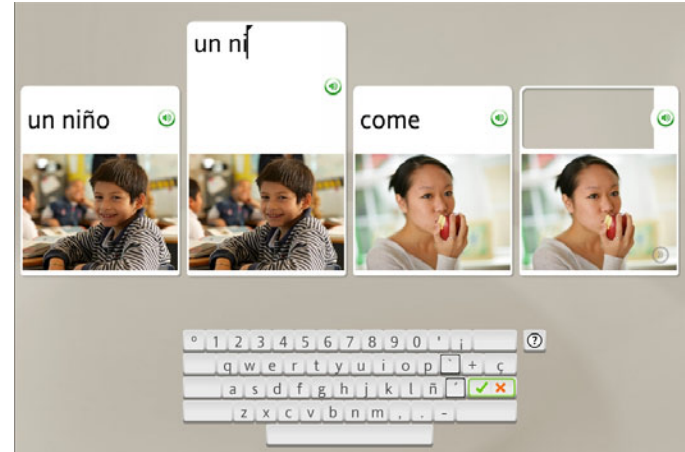 un niño
un ni
come
º 1 2 3 4 5 6 7 8 9 0 ' ¡
q w e r t y u i o p ` + ç
a s d f g h j k l ñ ´
z x c v b n m , . -
?